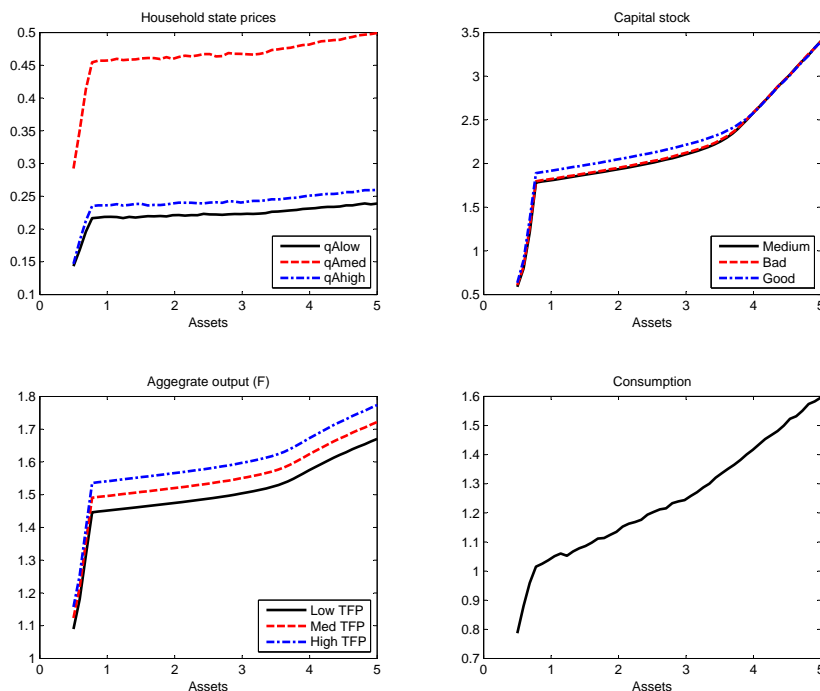 Household state prices
0.5
0.45
0.4
0.35
0.3
0.25
0.2
0.15
0.1
0 1 2 3 4 5
Assets
qAlow
qAmed
qAhigh
Capital stock
3.5
3
2.5
2
1.5
1
0.5
0 1 2 3 4 5
Assets
Medium
Bad
Good
Aggegrate output (F)
1.8
1.7
1.6
1.5
1.4
1.3
1.2
1.1
1
0 1 2 3 4 5
Assets
Low TFP
Med TFP
High TFP
Consumption
1.6
1.5
1.4
1.3
1.2
1.1
1
0.9
0.8
0.7
0 1 2 3 4 5
Assets